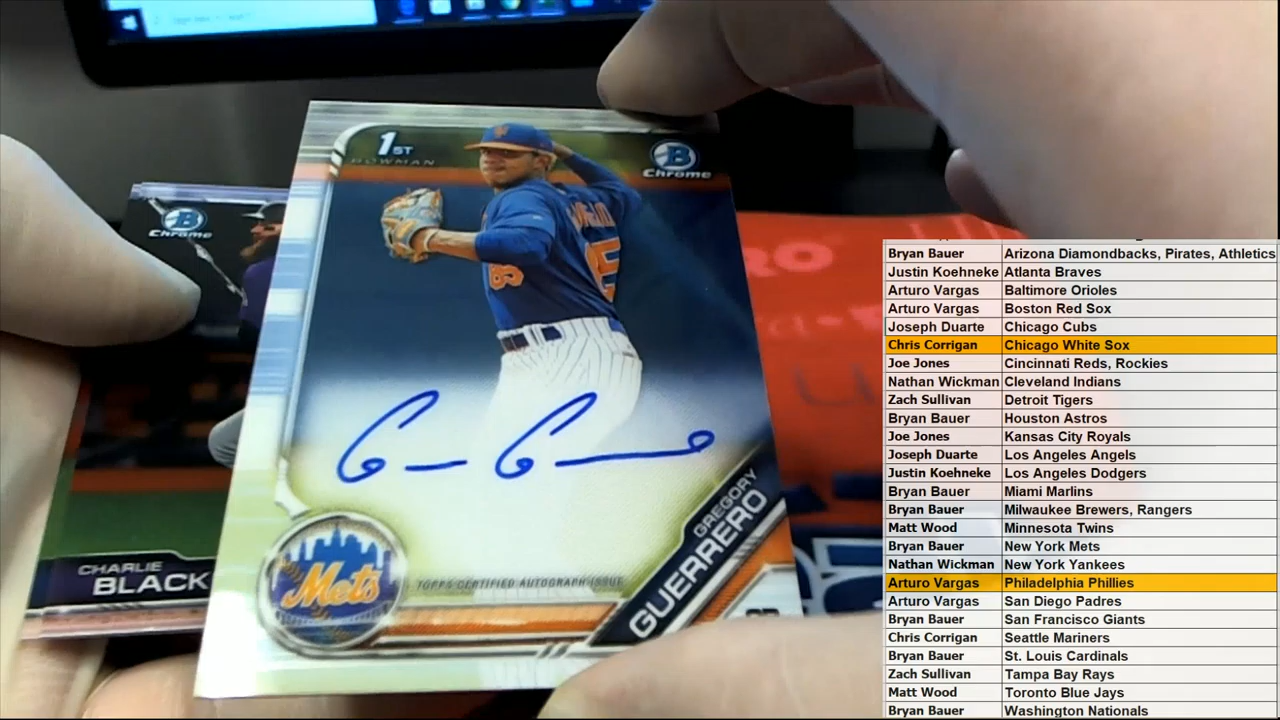 1ST
BOWMAN
B
Chrome
B
Chrome
85
Mets
TOPPS CERTIFIED AUTOGRAPH ISSUE
GREGORY
GUERRERO
CHARLIE
BLACK
RO
Bryan Bauer Arizona Diamondbacks, Pirates, Athletics
Justin Koehneke Atlanta Braves
Arturo Vargas Baltimore Orioles
Arturo Vargas Boston Red Sox
Joseph Duarte Chicago Cubs
Chris Corrigan Chicago White Sox
Joe Jones Cincinnati Reds, Rockies
Nathan Wickman Cleveland Indians
Zach Sullivan Detroit Tigers
Bryan Bauer Houston Astros
Joe Jones Kansas City Royals
Joseph Duarte Los Angeles Angels
Justin Koehneke Los Angeles Dodgers
Bryan Bauer Miami Marlins
Bryan Bauer Milwaukee Brewers, Rangers
Matt Wood Minnesota Twins
Bryan Bauer New York Mets
Nathan Wickman New York Yankees
Arturo Vargas Philadelphia Phillies
Arturo Vargas San Diego Padres
Bryan Bauer San Francisco Giants
Chris Corrigan Seattle Mariners
Bryan Bauer St. Louis Cardinals
Zach Sullivan Tampa Bay Rays
Matt Wood Toronto Blue Jays
Bryan Bauer Washington Nationals